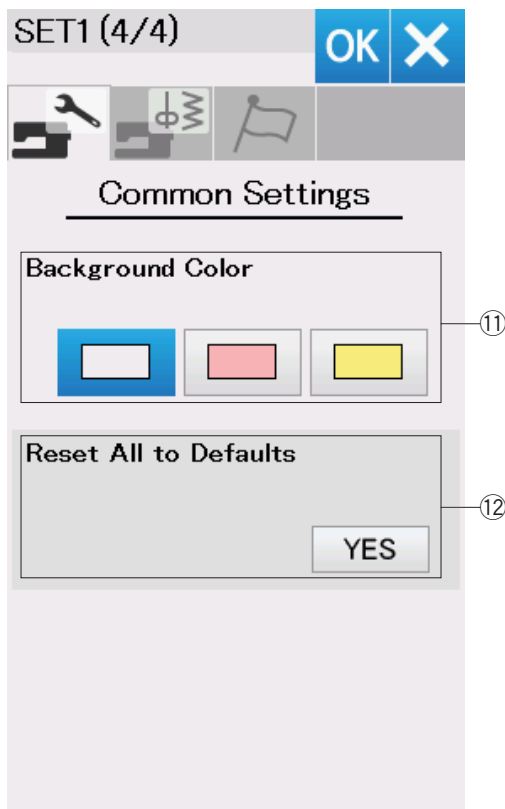 SET1 (4/4)
OK
Common Settings
Background Color
⑪
Reset All to Defaults
⑫
YES